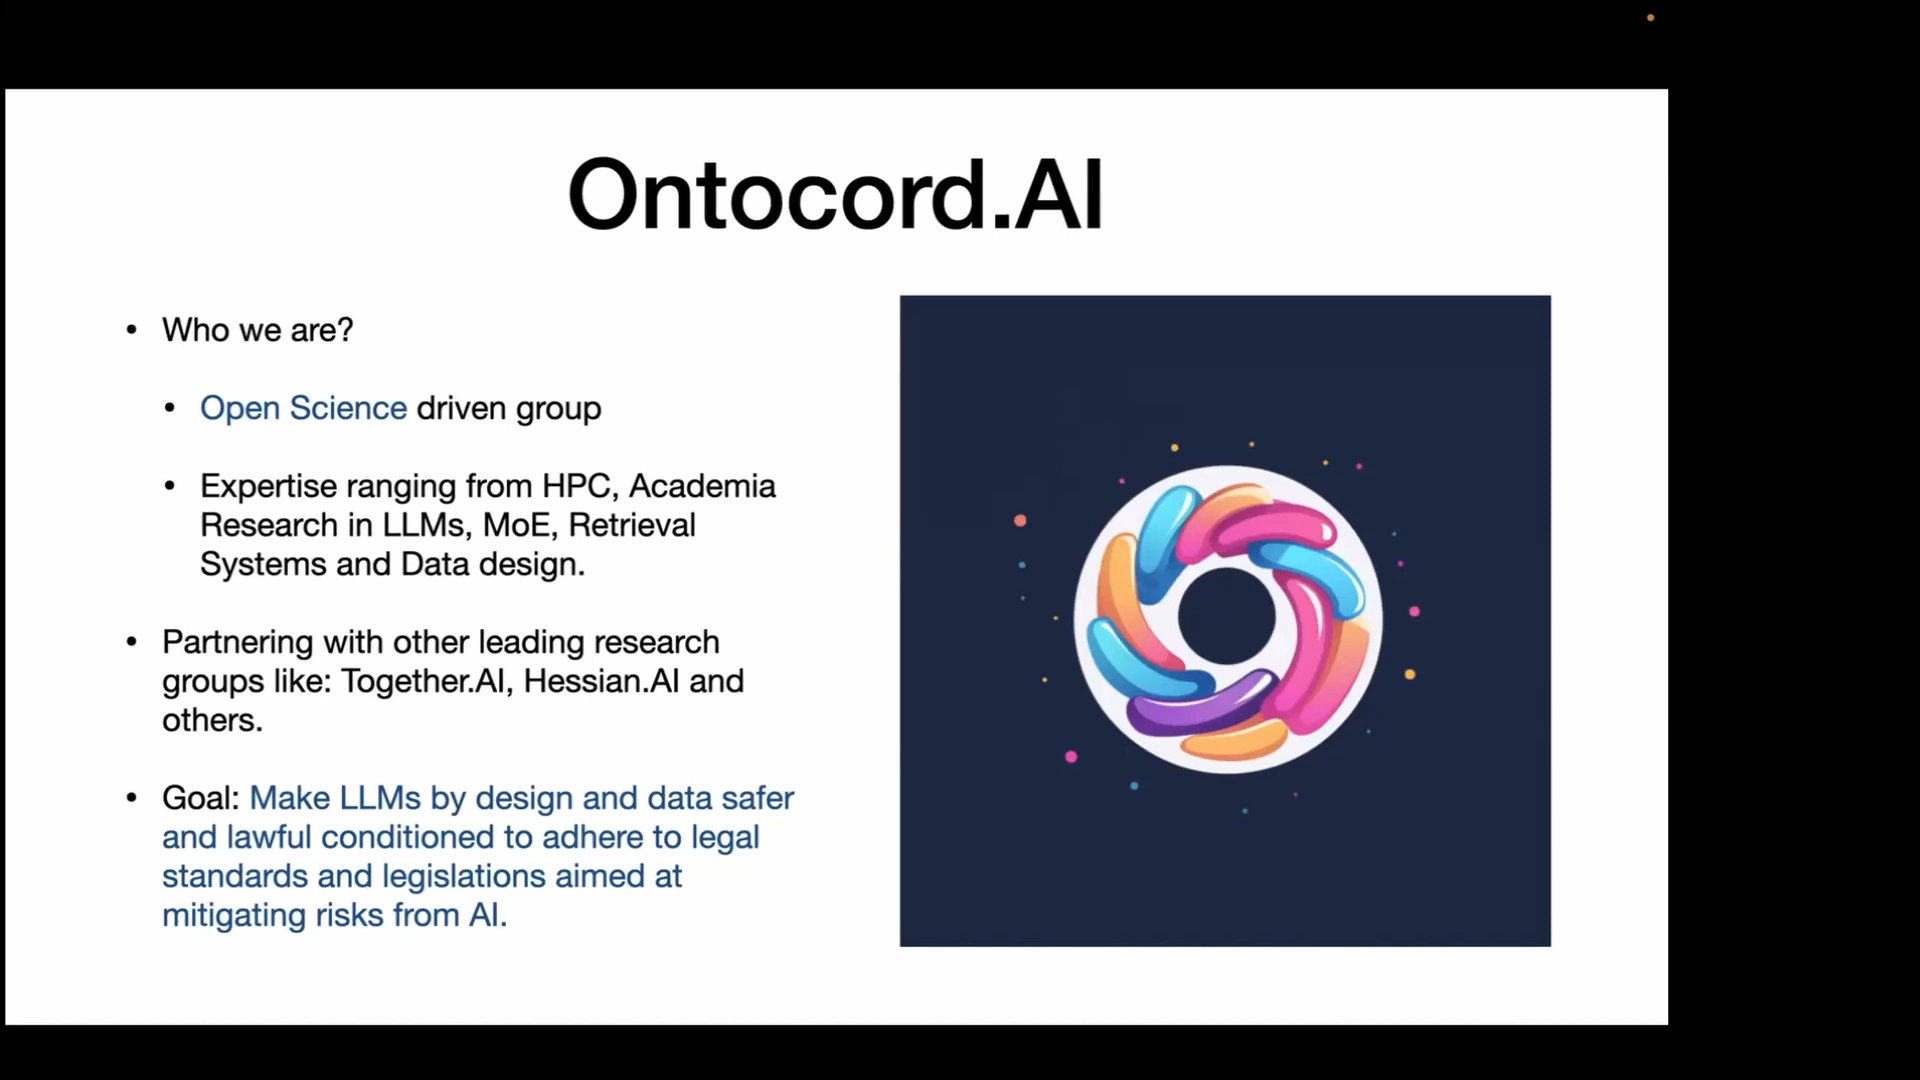 Ontocord.AI
• Who we are?
• Open Science driven group
• Expertise ranging from HPC, Academia
Research in LLMs, MoE, Retrieval
Systems and Data design.
• Partnering with other leading research
groups like: Together.AI, Hessian.AI and
others.
• Goal: Make LLMs by design and data safer
and lawful conditioned to adhere to legal
standards and legislations aimed at
mitigating risks from AI.